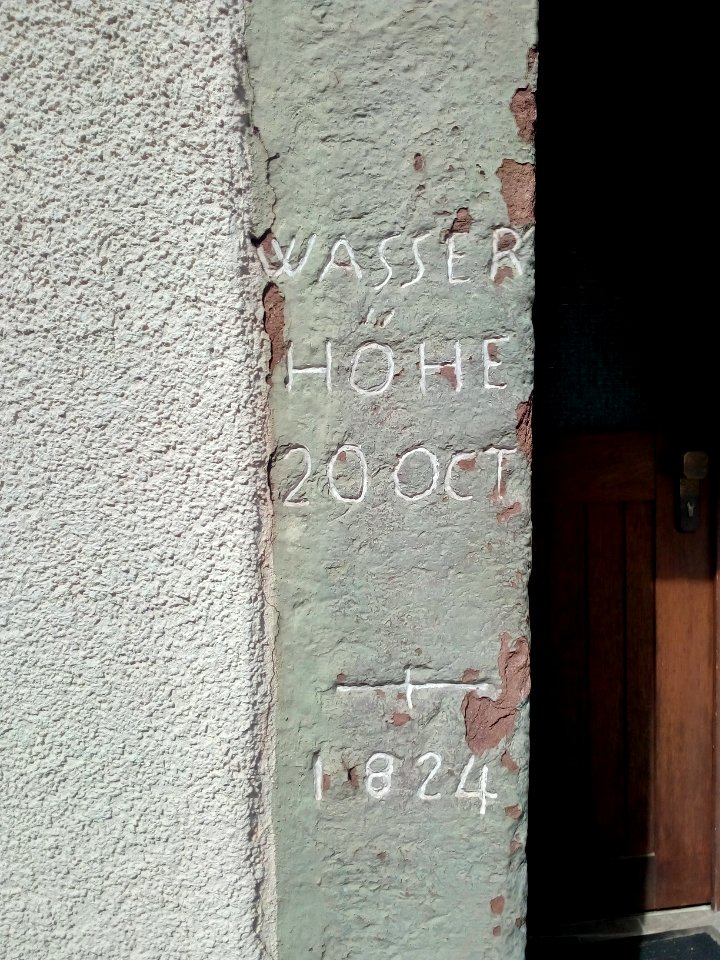 WASSER
HÖHE
20 OCT
1824